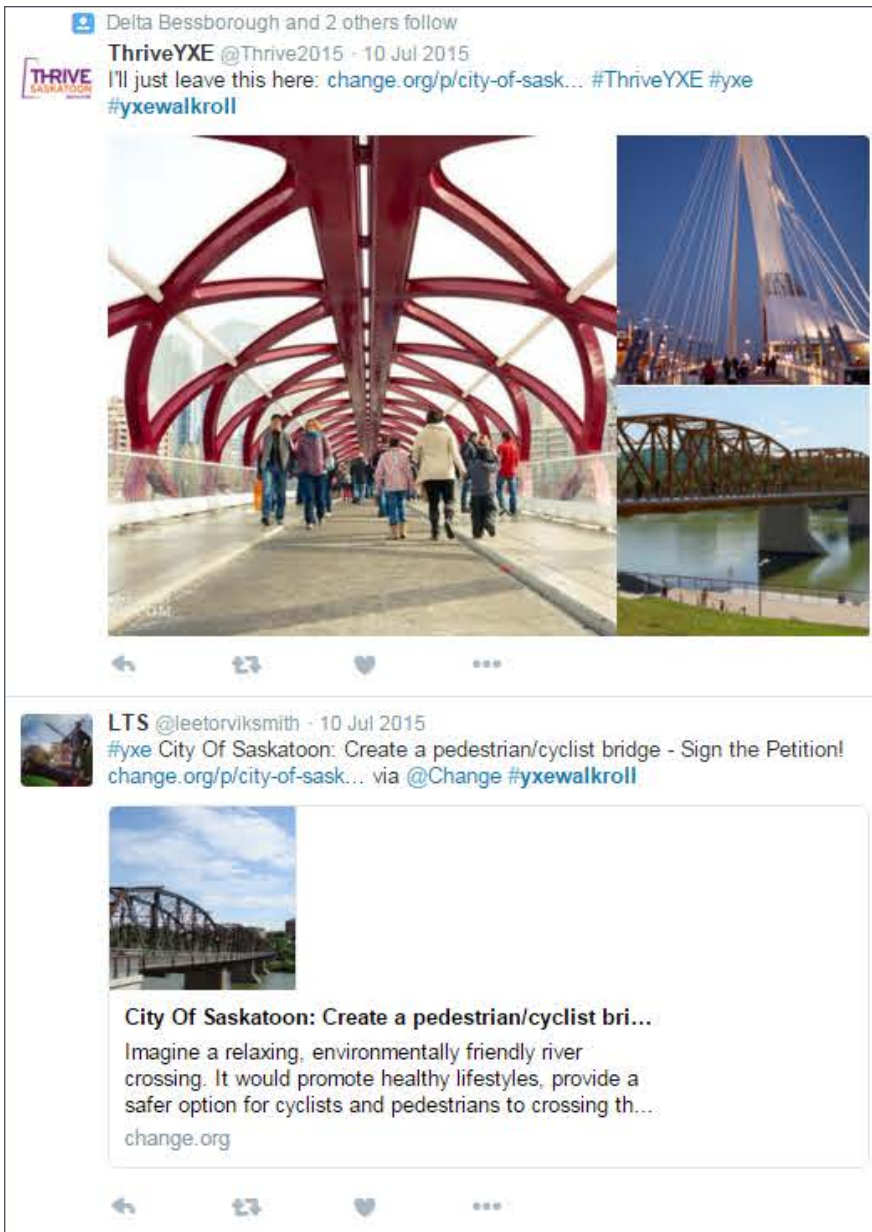 Delta Bessborough and 2 others follow
ThriveYXE @Thrive2015 · 10 Jul 2015
THRIVE
SASKATOON
I'll just leave this here: change.org/p/city-of-sask... #ThriveYXE #yxe
#yxewalkroll
LTS @leetorviksmith · 10 Jul 2015
#yxe City Of Saskatoon: Create a pedestrian/cyclist bridge - Sign the Petition!
change.org/p/city-of-sask... via @Change #yxewalkroll
City Of Saskatoon: Create a pedestrian/cyclist bri...
Imagine a relaxing, environmentally friendly river
crossing. It would promote healthy lifestyles, provide a
safer option for cyclists and pedestrians to crossing th...
change.org